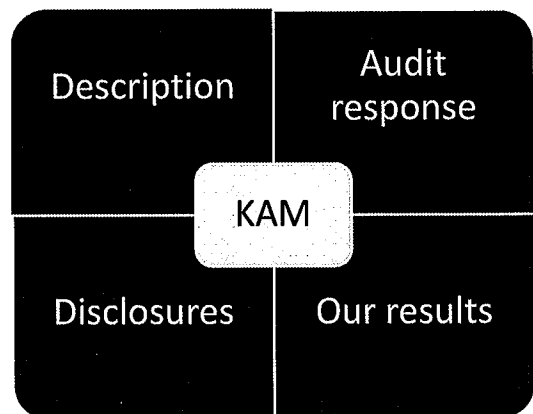 Description
Audit
response
KAM
Disclosures
Our results